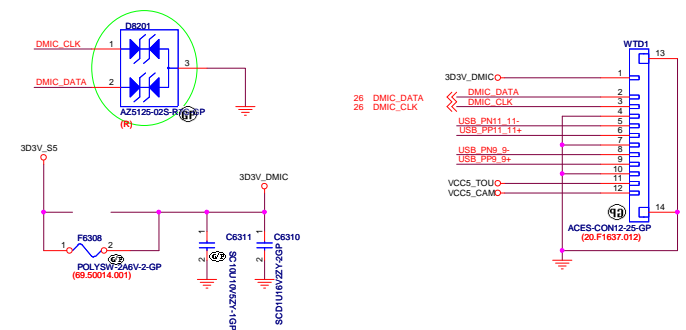 D8201
DMIC_CLK 1
3
DMIC_DATA 2
(R)
WTD1
13
3D3V_DMIC 1
26 DMIC_DATA DMIC_DATA 2
26 DMIC_CLK DMIC_CLK 3
4
USB_PN11_11- 5
USB_PP11_11+ 6
7
USB_PN9_9- 8
USB_PP9_9+ 9
10
VCC5_TOU 11
VCC5_CAM 12
14
GP
ACES-CON12-25-GP
(20.F1637.012)
3D3V_S5
3D3V_DMIC
F6308
1 2
POLYSW-2A6V-2-GP
(69.50014.001)
C6311
1
2
SC10U10V5ZY-1GP
C6310
1
2
SCD1U16V2ZY-2GP